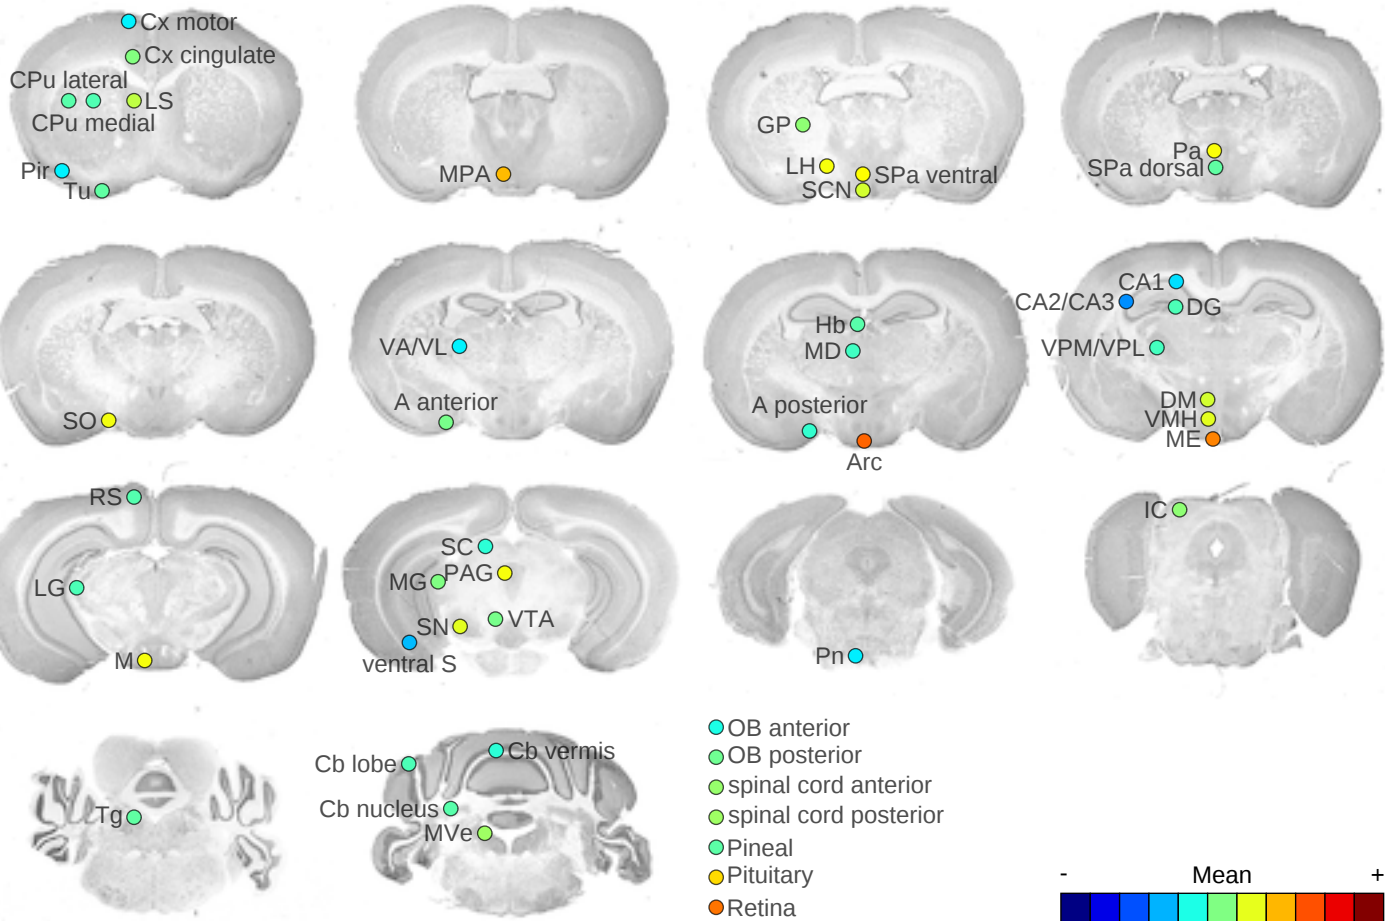 Cx motor
Cx cingulate
CPu lateral
LS
CPu medial
Pir
Tu
MPA
GP
LH
SPa ventral
SCN
Pa
SPa dorsal
SO
VA/VL
A anterior
Hb
MD
A posterior
Arc
CA1
CA2/CA3
DG
VPM/VPL
DM
VMH
ME
RS
LG
M
SC
MG
PAG
SN
VTA
ventral S
Pn
IC
Tg
Cb lobe
Cb vermis
Cb nucleus
MVe
OB anterior
OB posterior
spinal cord anterior
spinal cord posterior
Pineal
Pituitary
Retina
- Mean +